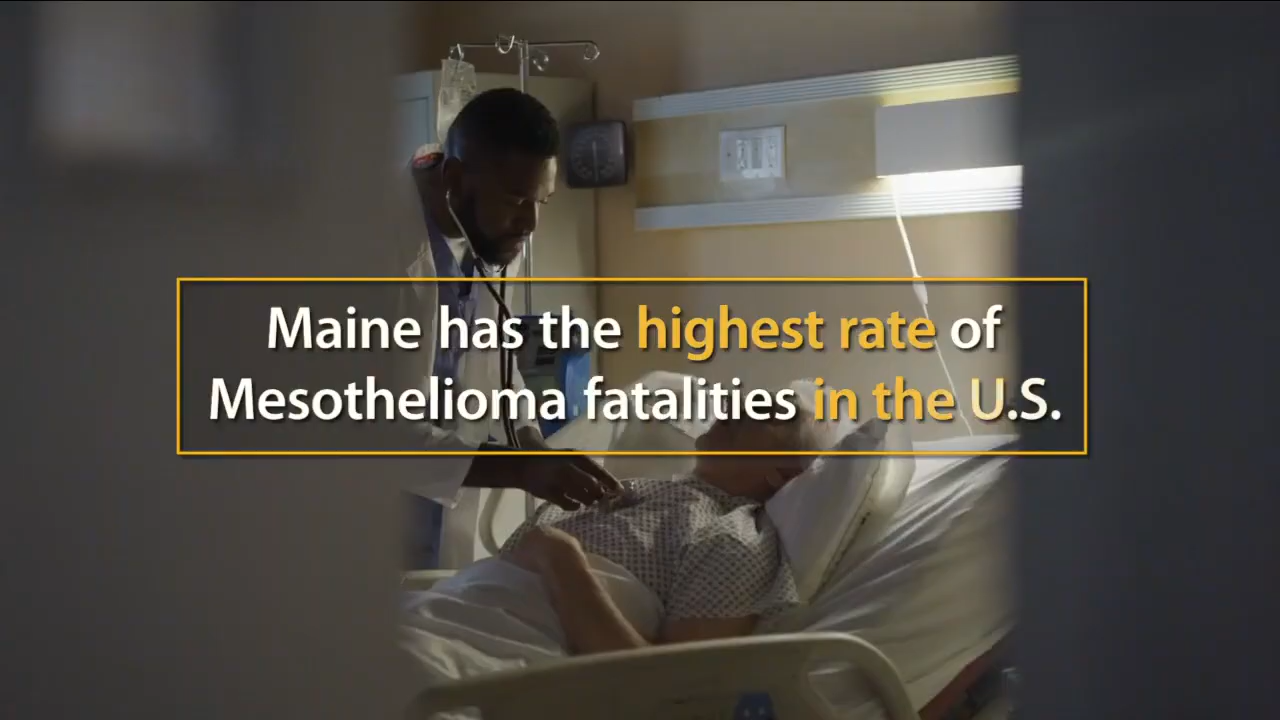 Maine has the highest rate of
Mesothelioma fatalities in the U.S.